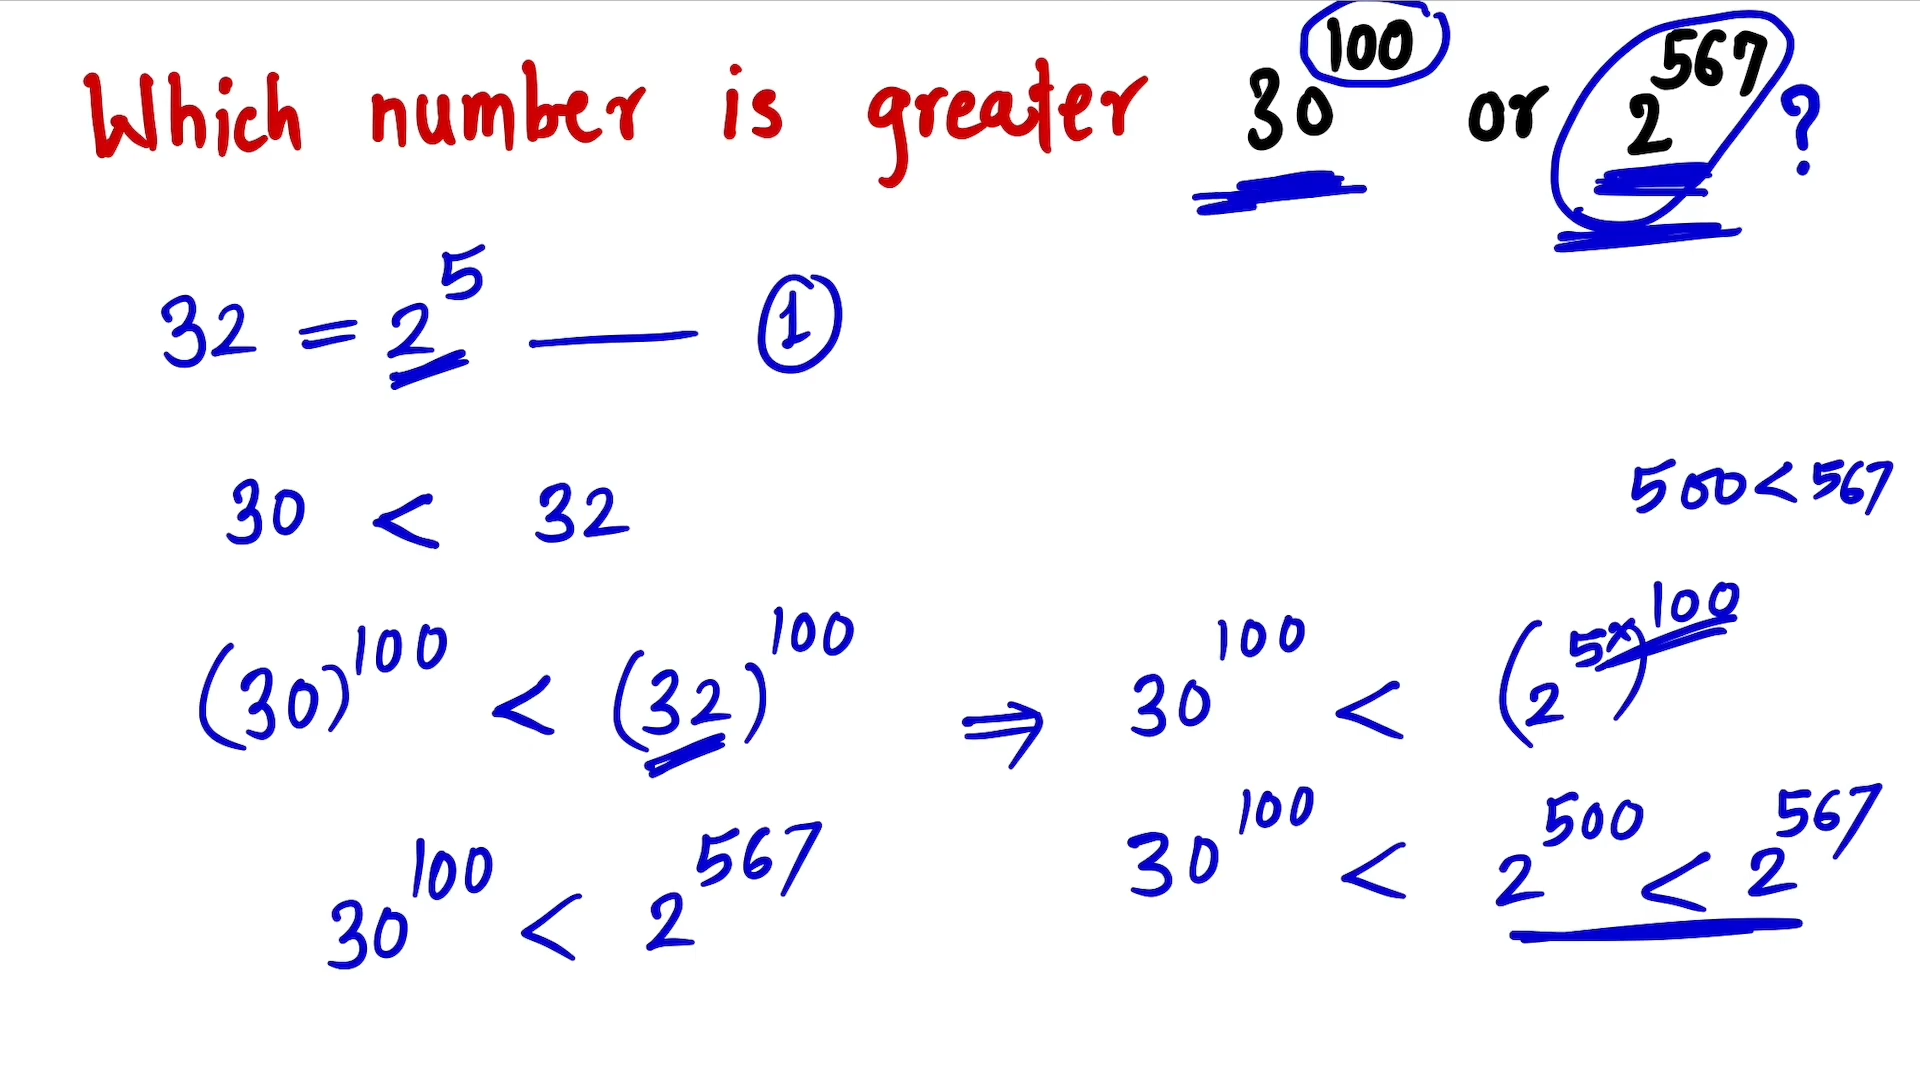 Which number is greater 30^100 or 2^567 ?
32 = 2^5 —— ①
30 < 32
500 < 567
(30)^100 < (32)^100 ⇒ 30^100 < (2^5×)^100
30^100 < 2^500 < 2^567
30^100 < 2^567